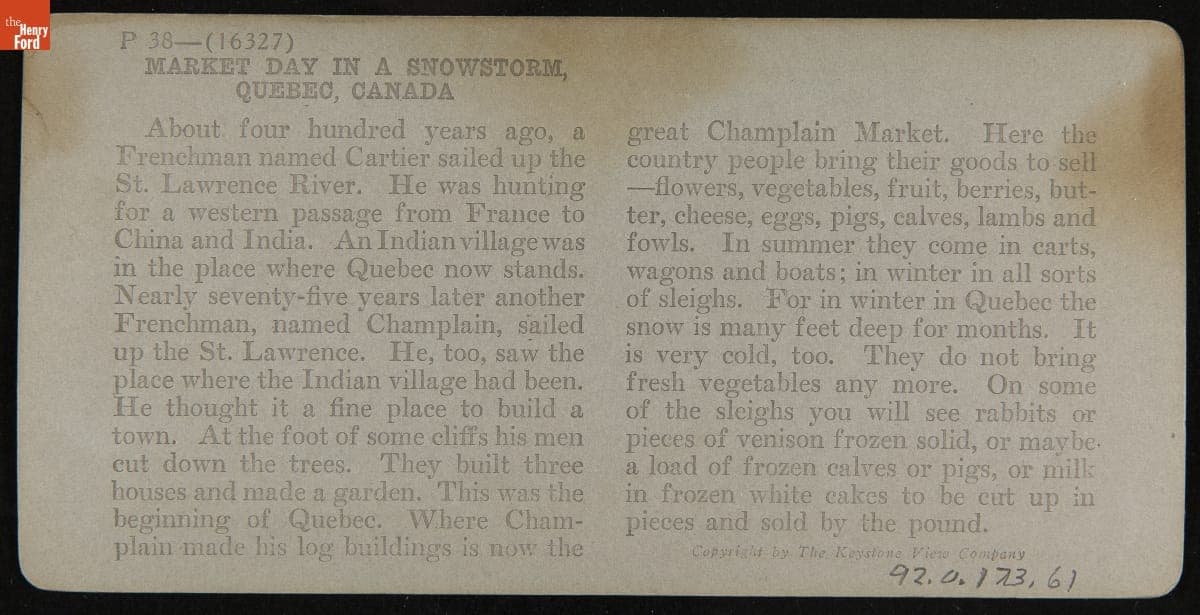 the
Henry
Ford
P 38—(16327)
MARKET DAY IN A SNOWSTORM,
QUEBEC, CANADA
About four hundred years ago, a
Frenchman named Cartier sailed up the
St. Lawrence River. He was hunting
for a western passage from France to
China and India. An Indian village was
in the place where Quebec now stands.
Nearly seventy-five years later another
Frenchman, named Champlain, sailed
up the St. Lawrence. He, too, saw the
place where the Indian village had been.
He thought it a fine place to build a
town. At the foot of some cliffs his men
cut down the trees. They built three
houses and made a garden. This was the
beginning of Quebec. Where Cham-
plain made his log buildings is now the
great Champlain Market. Here the
country people bring their goods to sell
—flowers, vegetables, fruit, berries, but-
ter, cheese, eggs, pigs, calves, lambs and
fowls. In summer they come in carts,
wagons and boats; in winter in all sorts
of sleighs. For in winter in Quebec the
snow is many feet deep for months. It
is very cold, too. They do not bring
fresh vegetables any more. On some
of the sleighs you will see rabbits or
pieces of venison frozen solid, or maybe
a load of frozen calves or pigs, or milk
in frozen white cakes to be cut up in
pieces and sold by the pound.
Copyright by The Keystone View Company
92.0.173.61